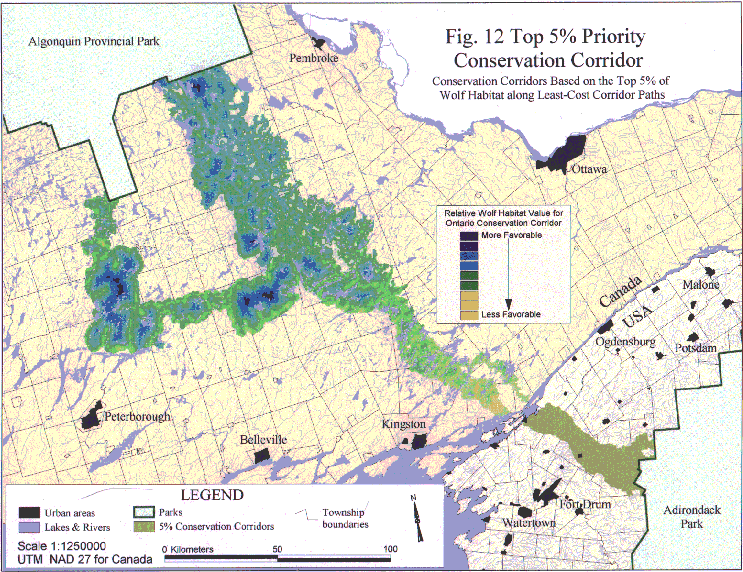 Fig. 12 Top 5% Priority
Conservation Corridor
Conservation Corridors Based on the Top 5% of
Wolf Habitat along Least-Cost Corridor Paths
Algonquin Provincial Park
Pembroke
Ottawa
Relative Wolf Habitat Value for
Ontario Conservation Corridor
More Favorable
Less Favorable
Canada
USA
Malone
Ogdensburg
Potsdam
Peterborough
Belleville
Kingston
Fort Drum
Watertown
Adirondack
Park
LEGEND
Urban areas
Lakes & Rivers
Parks
5% Conservation Corridors
Township
boundaries
N
Scale 1:1250000
UTM NAD 27 for Canada
0 Kilometers 50 100